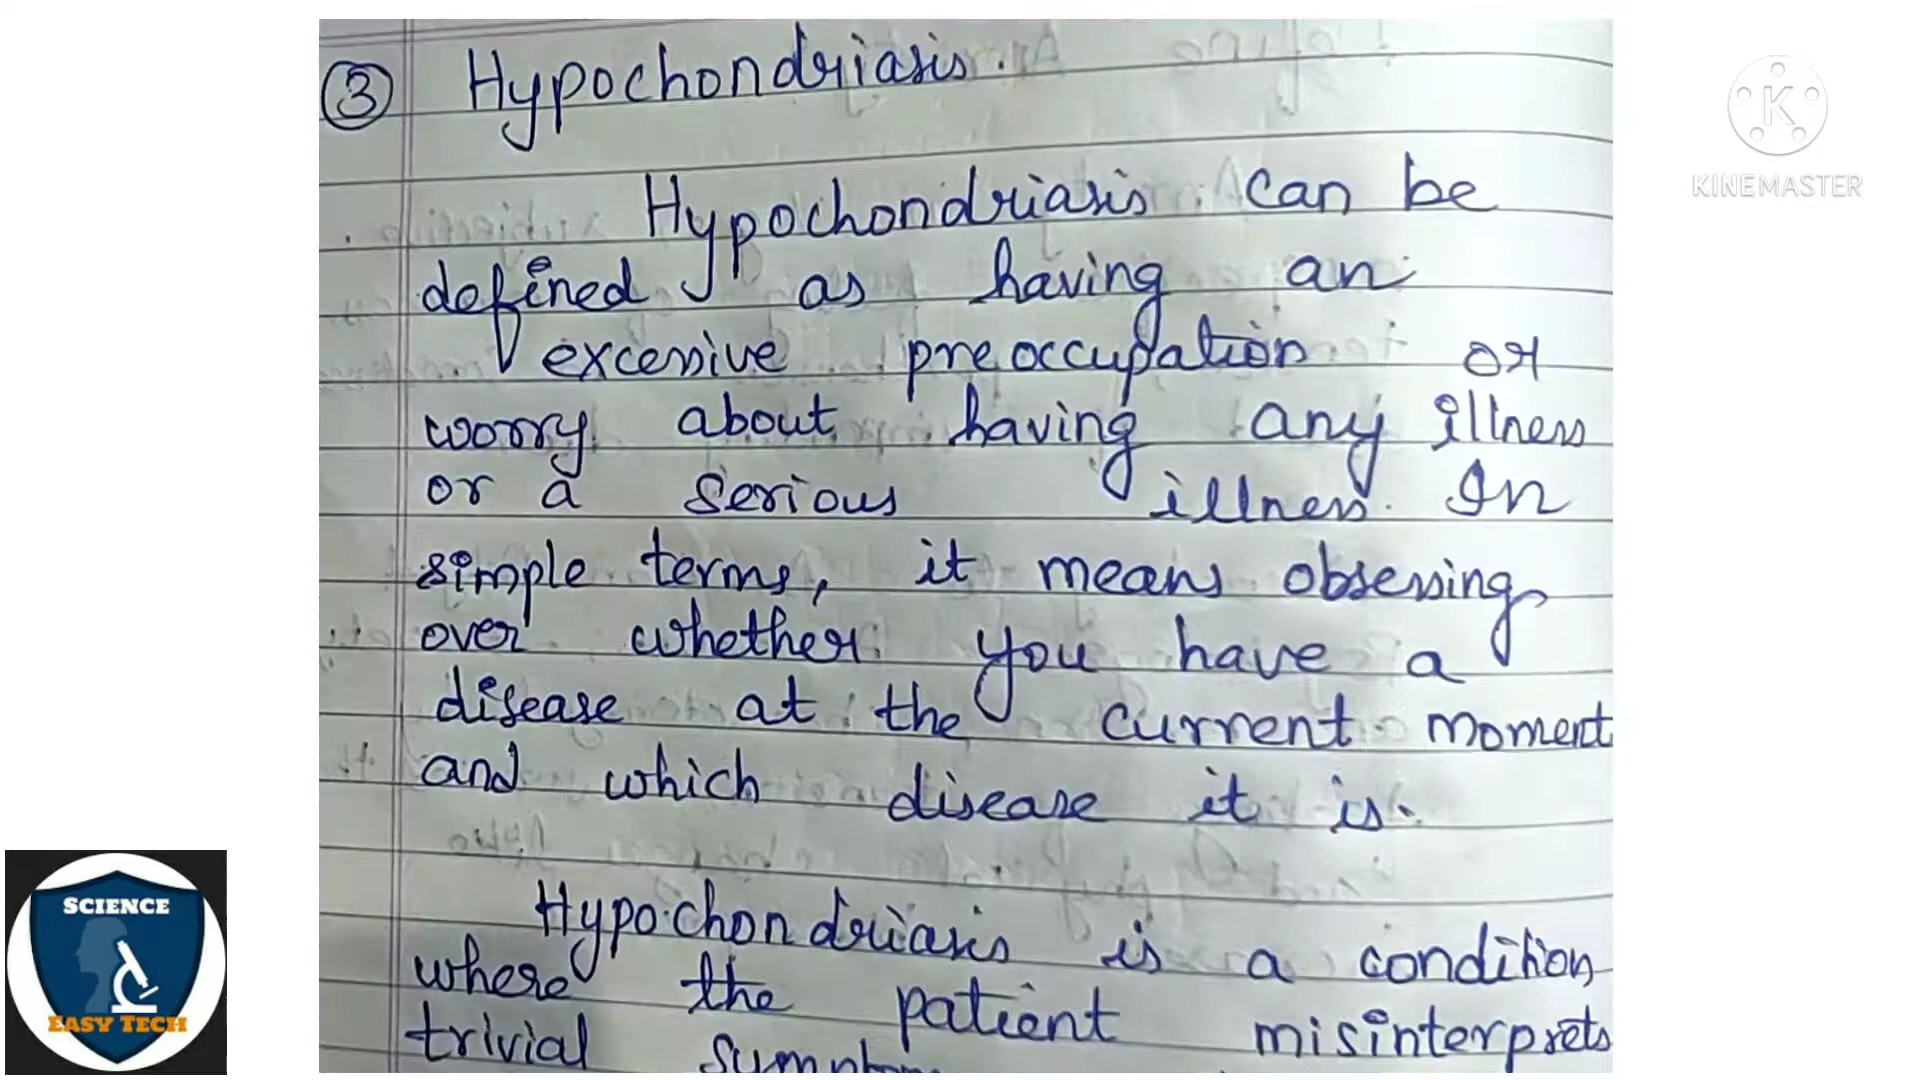 ③ Hypochondriasis.
Hypochondriasis can be
defined as having an
excessive preoccupation or
worry about having any illness
or a serious illness. In
simple terms, it means obsessing
over whether you have a
disease at the current moment
and which disease it is.
Hypochondriasis is a condition
where the patient misinterprets
trivial
KINEMASTER
SCIENCE
EASY TECH